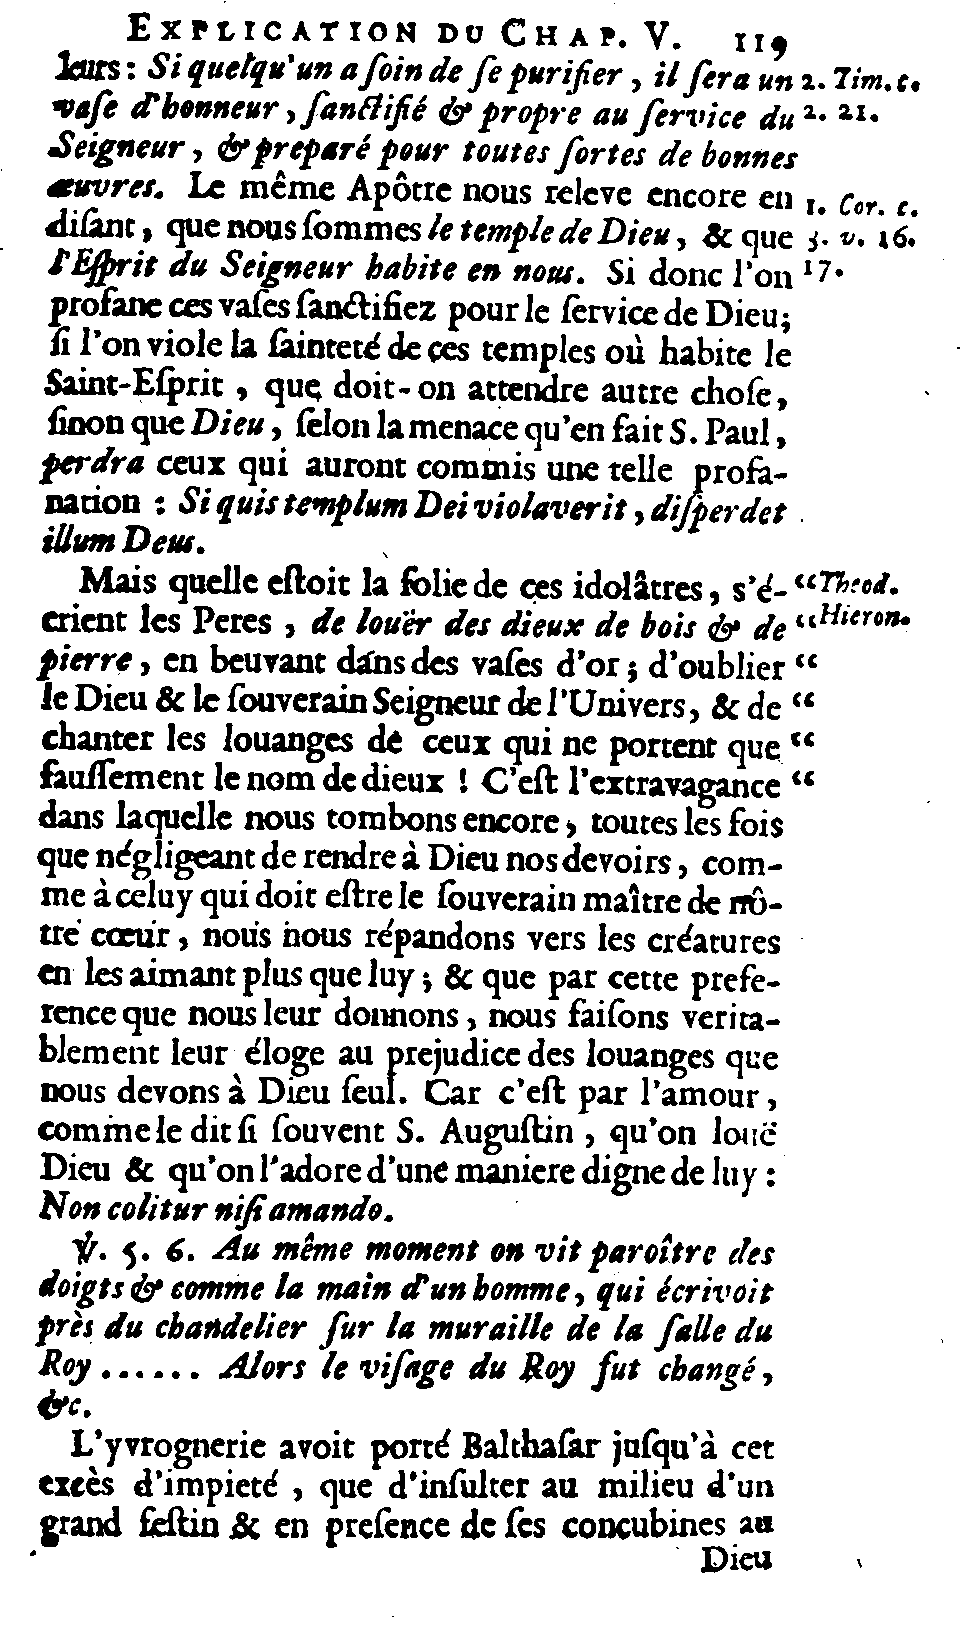 EXPLICATION DU CHAP. V. 119
leurs : Si quelqu'un a ſoin de ſe purifier, il ſera un 2. Tim. c.
vaſe d'honneur, ſanctifié & propre au ſervice du 2. 21.
Seigneur, & preparé pour toutes ſortes de bonnes
œuvres. Le même Apôtre nous releve encore en 1. Cor. c.
diſant, que nous ſommes le temple de Dieu, & que 3. v. 16.
l'Eſprit du Seigneur habite en nous. Si donc l'on 17.
profane ces vaſes ſanctifiez pour le ſervice de Dieu;
ſi l'on viole la ſainteté de ces temples où habite le
Saint-Eſprit, que doit-on attendre autre choſe,
ſinon que Dieu, ſelon la menace qu'en fait S. Paul,
perdra ceux qui auront commis une telle profa-
nation : Si quis templum Dei violaverit, diſperdet
illum Deus.
Mais quelle eſtoit la folie de ces idolâtres, s'é- “Theod.
crient les Peres, de louër des dieux de bois & de “Hieron.
pierre, en beuvant dans des vaſes d'or; d'oublier “
le Dieu & le ſouverain Seigneur de l'Univers, & de “
chanter les louanges de ceux qui ne portent que “
fauſſement le nom de dieux ! C'eſt l'extravagance “
dans laquelle nous tombons encore, toutes les fois
que négligeant de rendre à Dieu nos devoirs, com-
me à celuy qui doit eſtre le ſouverain maître de nô-
tre cœur, nous nous répandons vers les créatures
en les aimant plus que luy; & que par cette prefe-
rence que nous leur donnons, nous faiſons verita-
blement leur éloge au prejudice des louanges que
nous devons à Dieu ſeul. Car c'eſt par l'amour,
comme le dit ſi ſouvent S. Auguſtin, qu'on louë
Dieu & qu'on l'adore d'une maniere digne de luy :
Non colitur niſi amando.
℣. 5. 6. Au même moment on vit paroître des
doigts & comme la main d'un homme, qui écrivoit
près du chandelier ſur la muraille de la ſalle du
Roy...... Alors le viſage du Roy fut changé,
&c.
L'yvrognerie avoit porté Balthaſar juſqu'à cet
excès d'impieté, que d'inſulter au milieu d'un
grand feſtin & en preſence de ſes concubines au
Dieu